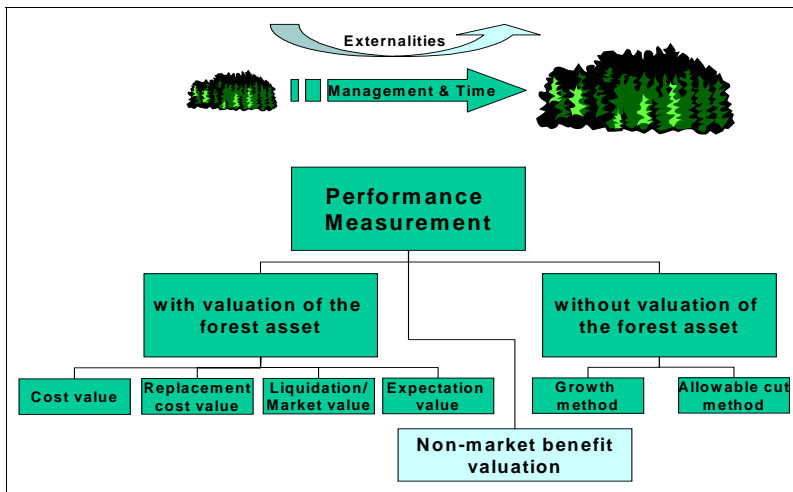 Externalities
Management & Time
Performance
Measurement
with valuation of the
forest asset
without valuation of
the forest asset
Cost value
Replacement
cost value
Liquidation/
Market value
Expectation
value
Growth
method
Allowable cut
method
Non-market benefit
valuation